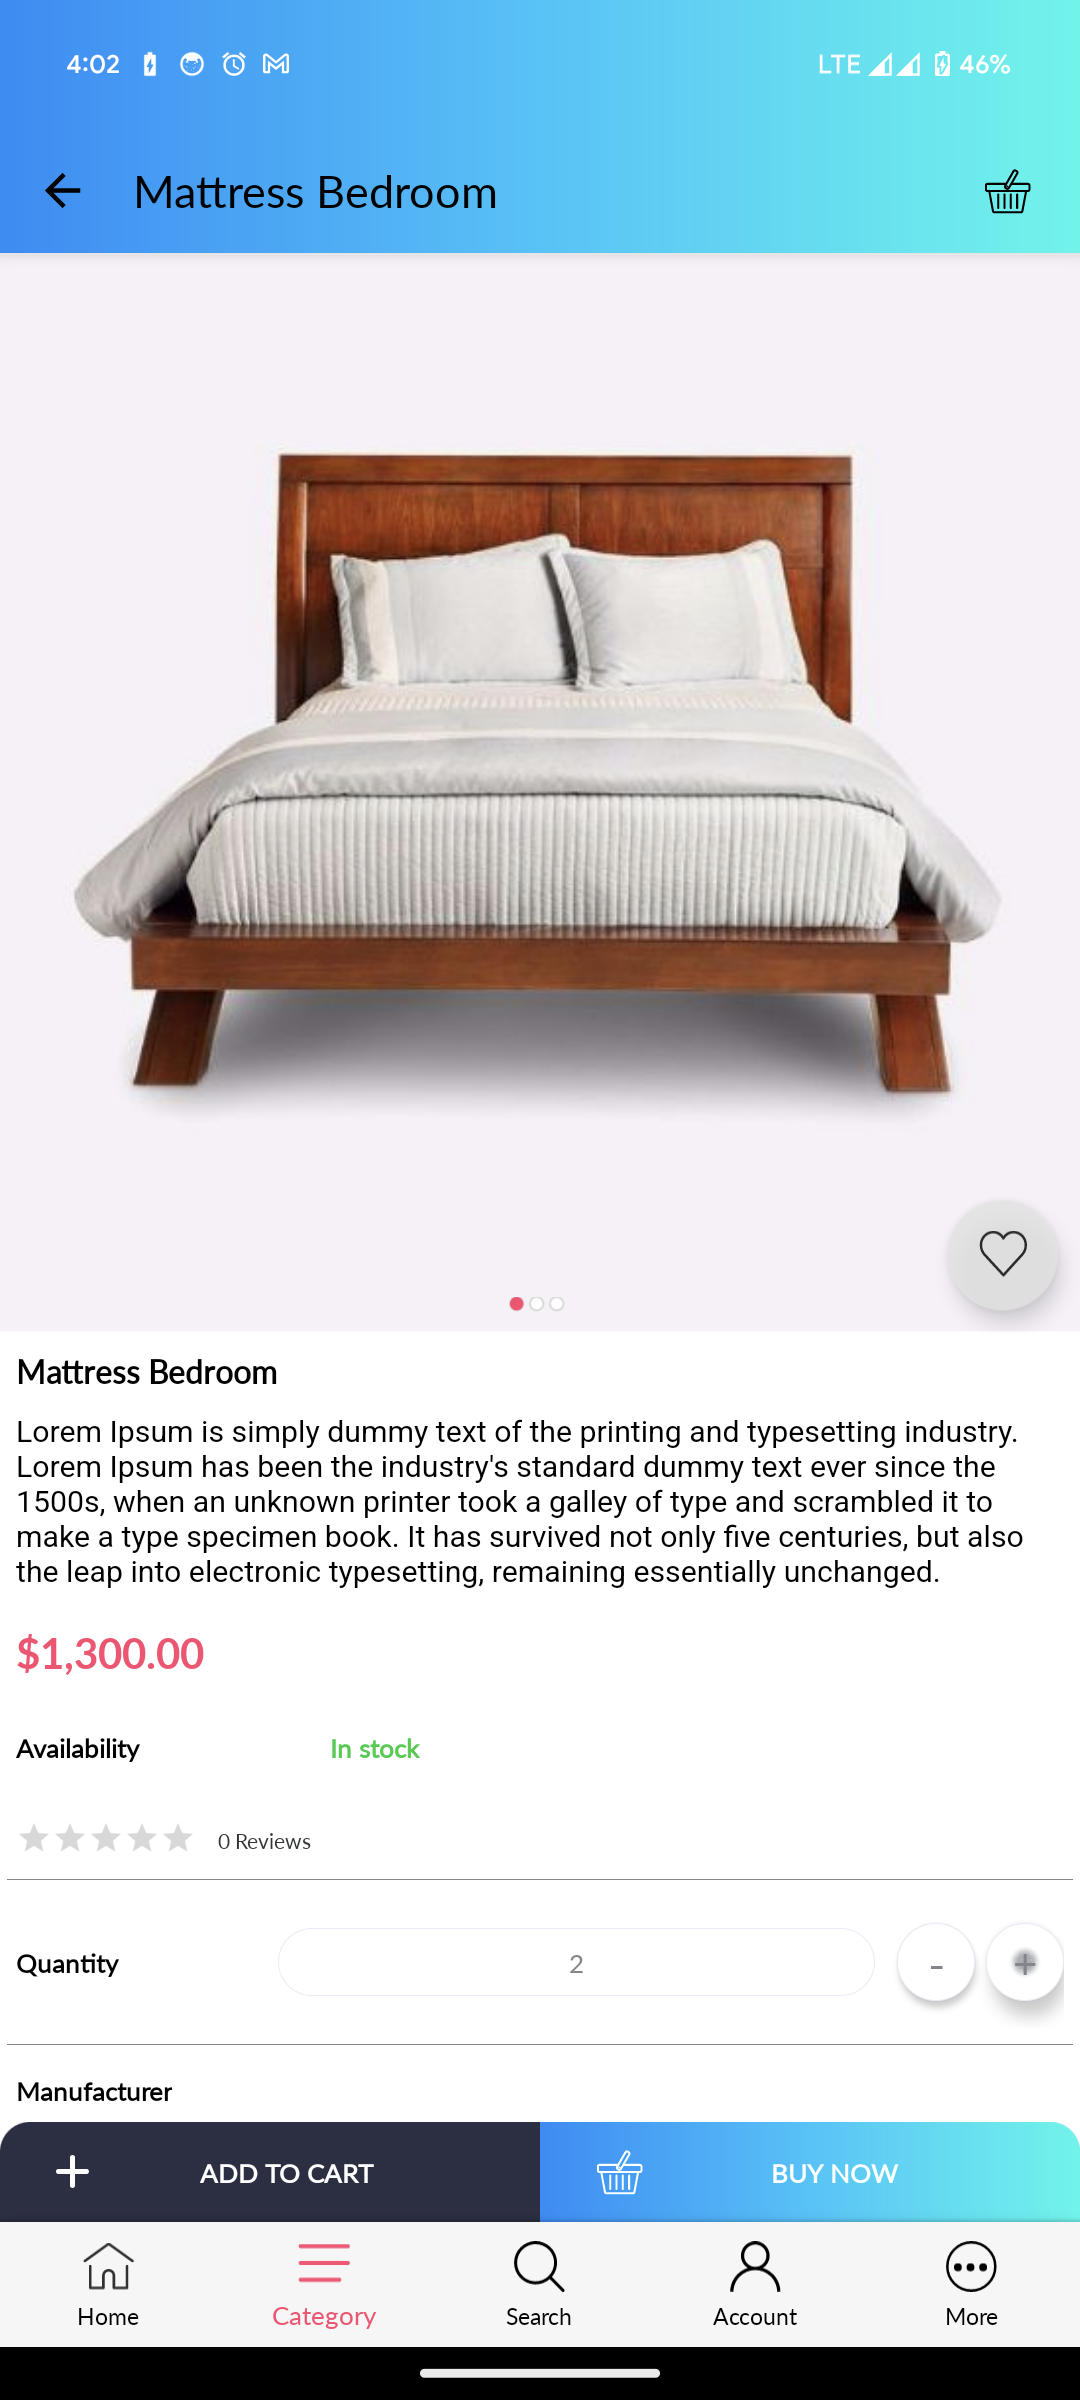 4:02
LTE 46%
Mattress Bedroom
Mattress Bedroom
Lorem Ipsum is simply dummy text of the printing and typesetting industry.
Lorem Ipsum has been the industry's standard dummy text ever since the
1500s, when an unknown printer took a galley of type and scrambled it to
make a type specimen book. It has survived not only five centuries, but also
the leap into electronic typesetting, remaining essentially unchanged.
$1,300.00
Availability In stock
0 Reviews
Quantity 2 - +
Manufacturer
ADD TO CART BUY NOW
Home Category Search Account More